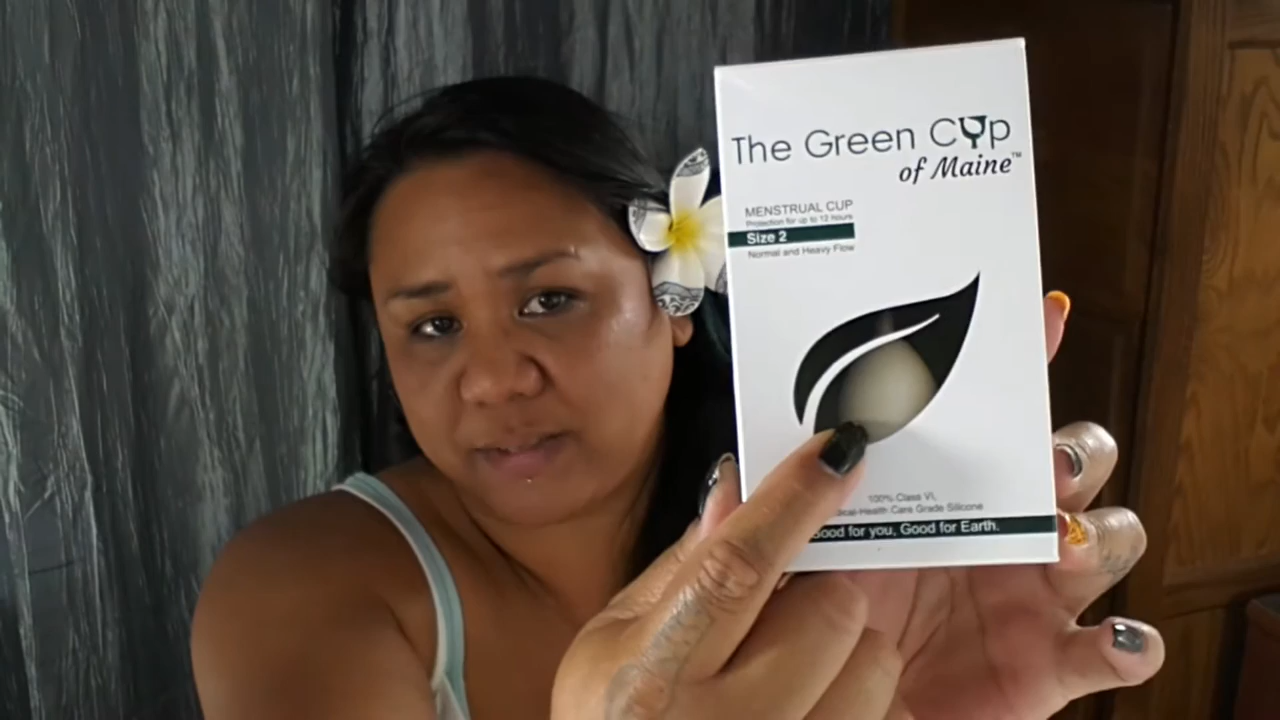 The Green Cup
of Maine™
MENSTRUAL CUP
Protection for up to 12 hours
Size 2
Normal and Heavy Flow
100% Class VI,
Health Care Grade Silicone
Good for you, Good for Earth.